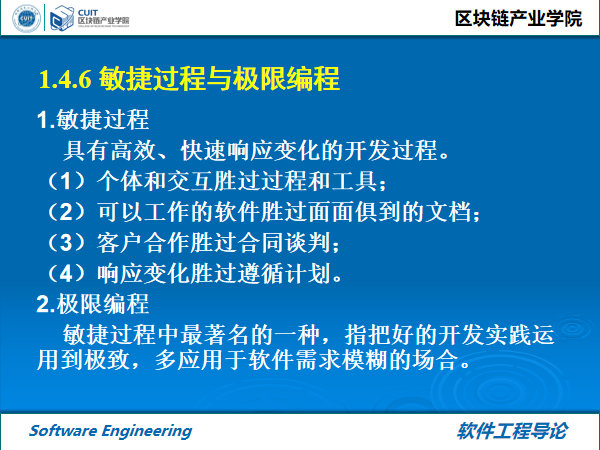 CUIT
区块链产业学院
区块链产业学院
1.4.6 敏捷过程与极限编程
1.敏捷过程
具有高效、快速响应变化的开发过程。
（1）个体和交互胜过过程和工具；
（2）可以工作的软件胜过面面俱到的文档；
（3）客户合作胜过合同谈判；
（4）响应变化胜过遵循计划。
2.极限编程
敏捷过程中最著名的一种，指把好的开发实践运
用到极致，多应用于软件需求模糊的场合。
Software Engineering
软件工程导论